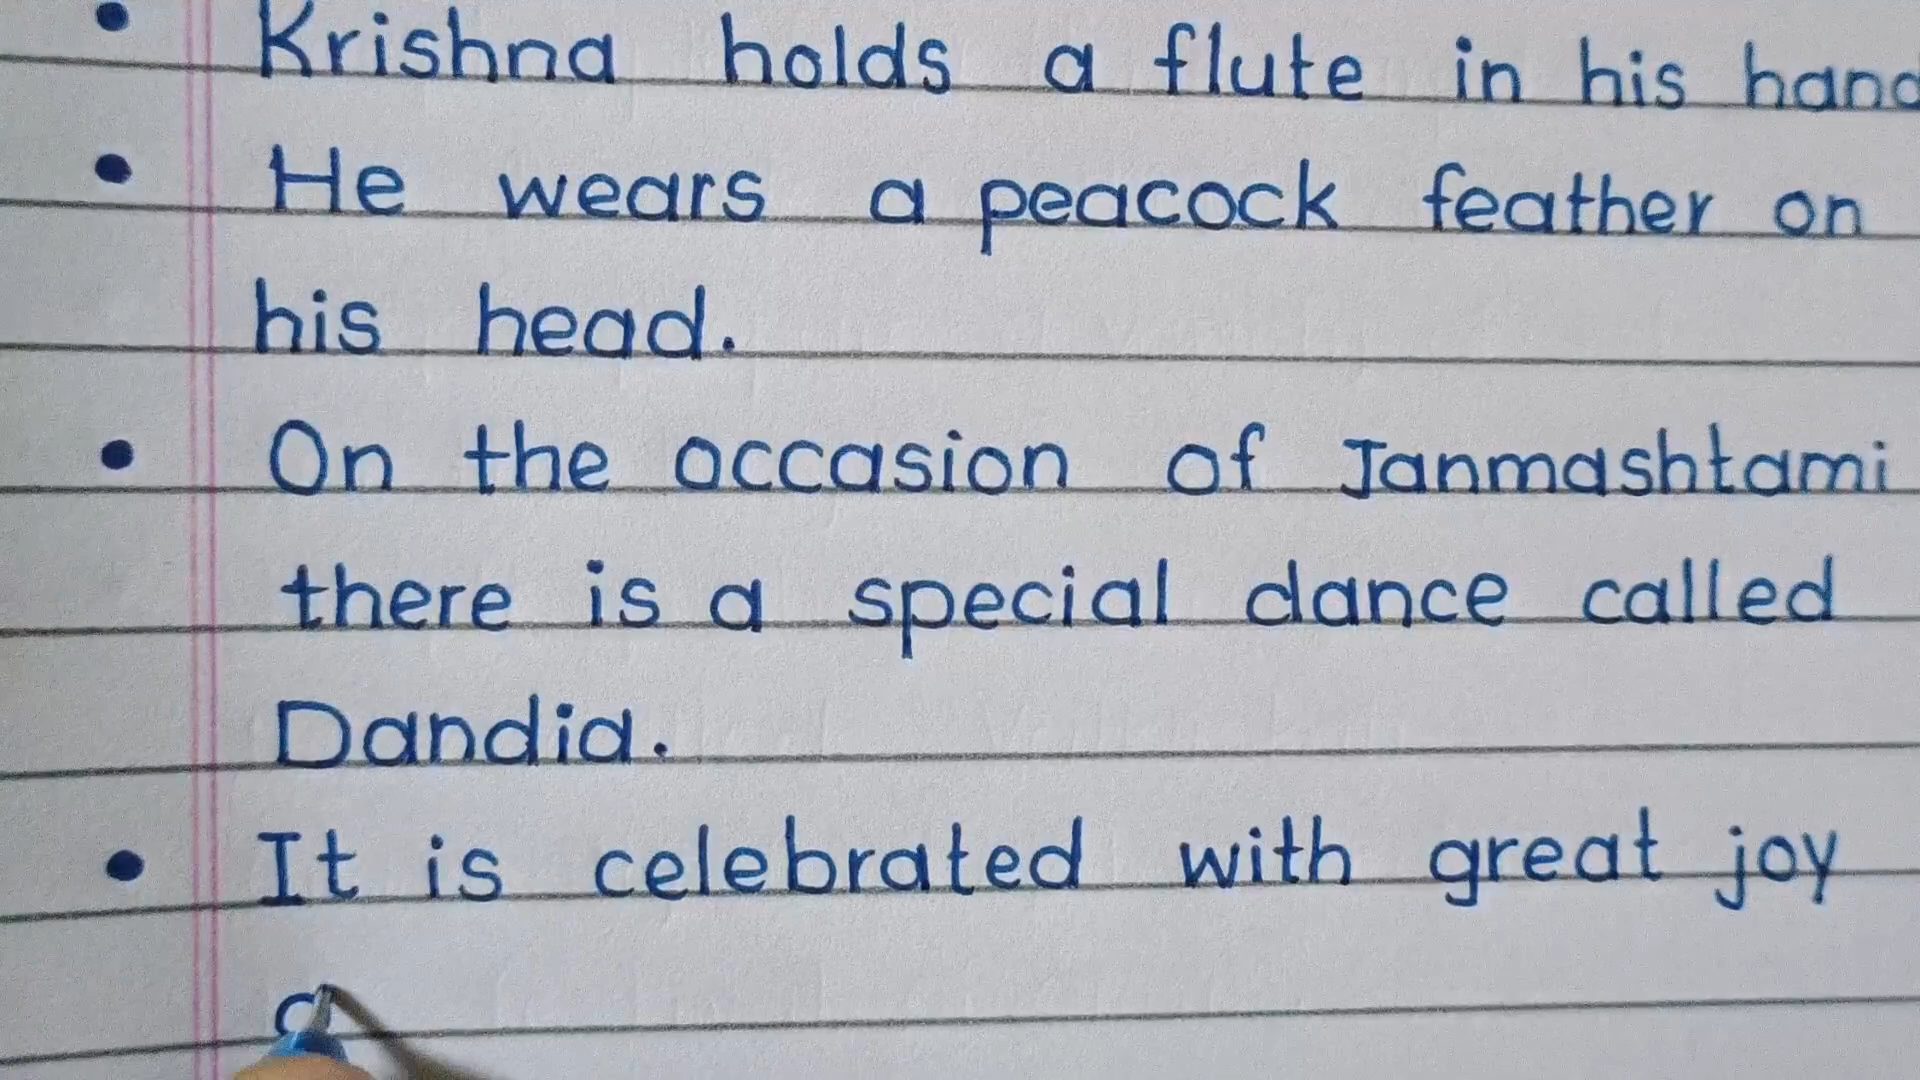 • Krishna holds a flute in his hand
• He wears a peacock feather on
his head.
• On the occasion of Janmashtami
there is a special dance called
Dandia.
• It is celebrated with great joy